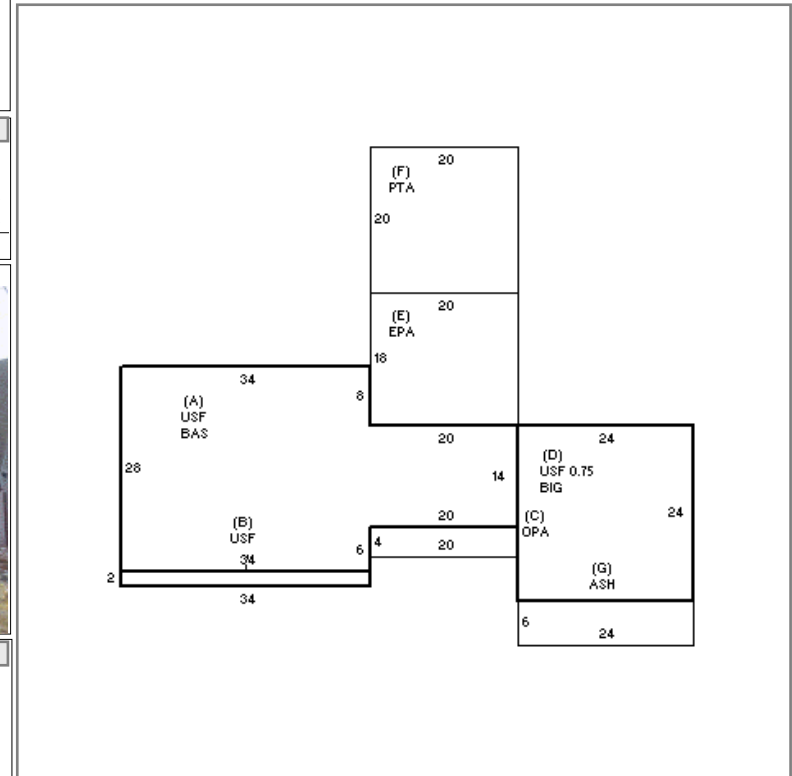 20
(F)
PTA
20
20
(E)
EPA
18
34
8
(A)
USF
BAS
20
24
(D)
USF 0.75
BIG
28
14
24
(B)
USF
20
(C)
OPA
34
6
4
20
(G)
ASH
2
34
6
24